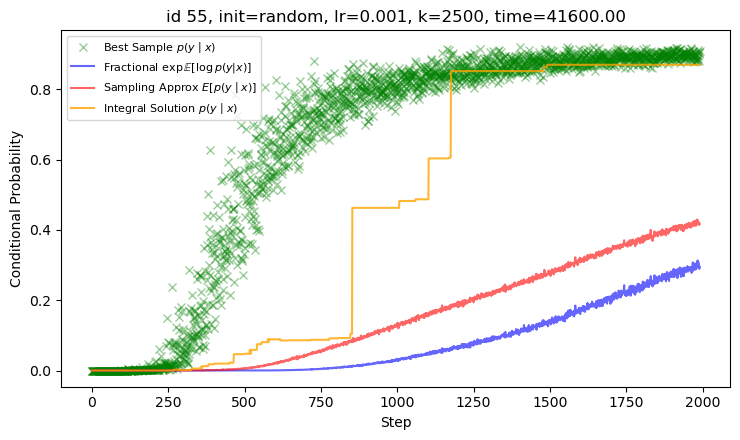 id 55, init=random, lr=0.001, k=2500, time=41600.00
Best Sample p(y | x)
Fractional exp𝔼[log p(y|x)]
Sampling Approx E[p(y | x)]
Integral Solution p(y | x)
Conditional Probability
0.8
0.6
0.4
0.2
0.0
0 250 500 750 1000 1250 1500 1750 2000
Step